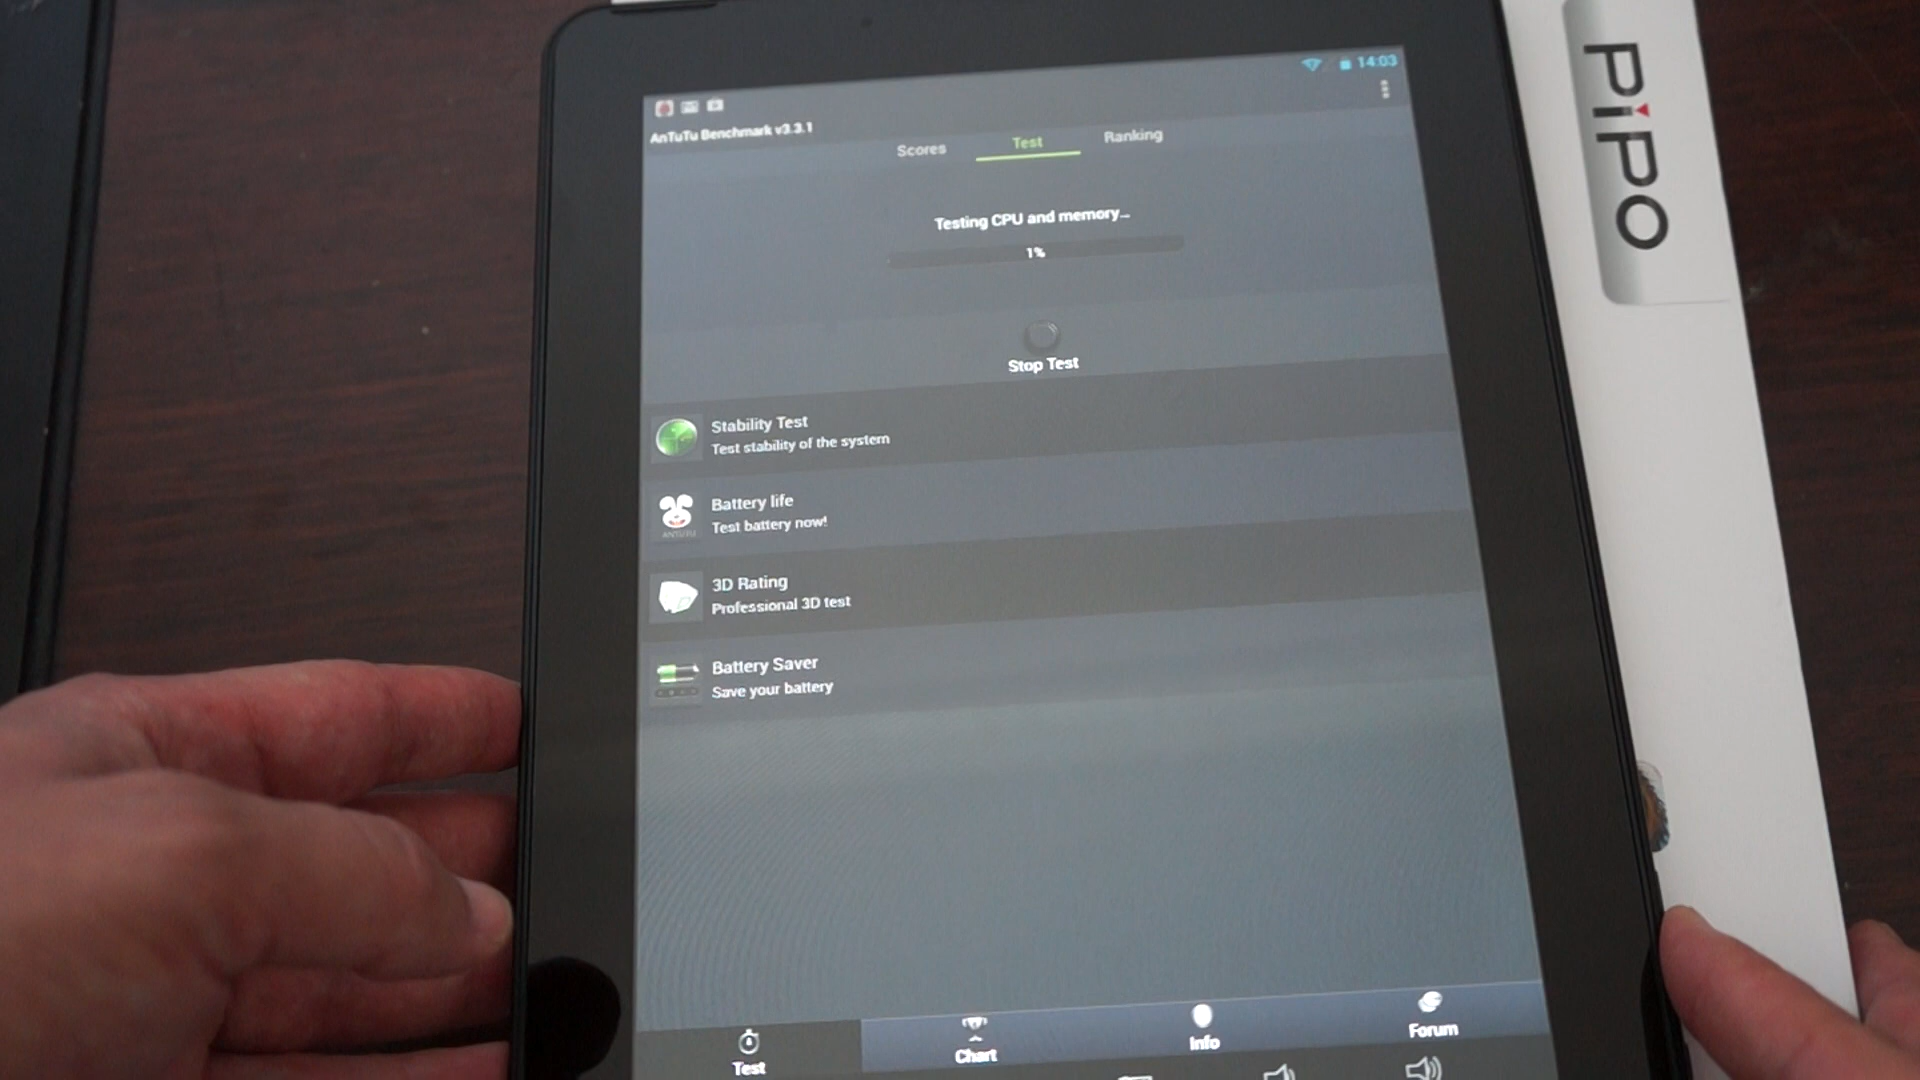 14:03
AnTuTu Benchmark v3.3.1
Scores
Test
Ranking
Testing CPU and memory...
1%
Stop Test
Stability Test
Test stability of the system
Battery life
Test battery now!
ANTUTU
3D Rating
Professional 3D test
Battery Saver
Save your battery
Test
Chart
Info
Forum
PiPO